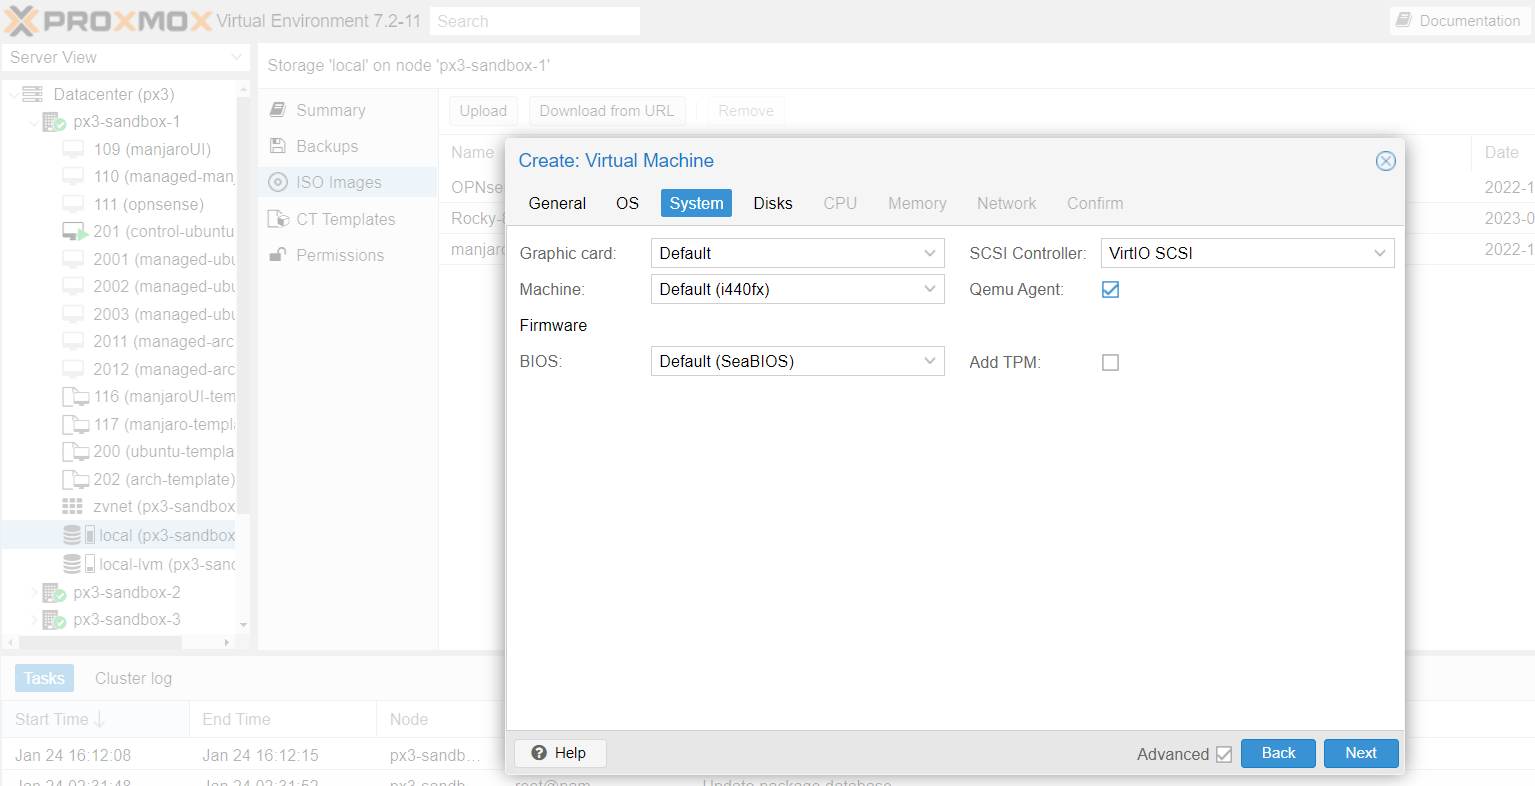 PROXMOX Virtual Environment 7.2-11 Search Documentation
Server View
Storage 'local' on node 'px3-sandbox-1'
Datacenter (px3)
px3-sandbox-1
109 (manjaroUI)
110 (managed-manj
111 (opnsense)
201 (control-ubuntu
2001 (managed-ubu
2002 (managed-ubu
2003 (managed-ubu
2011 (managed-arc
2012 (managed-arc
116 (manjaroUI-tem
117 (manjaro-templa
200 (ubuntu-templa
202 (arch-template)
zvnet (px3-sandbox
local (px3-sandbox
local-lvm (px3-sand
px3-sandbox-2
px3-sandbox-3
Summary
Backups
ISO Images
CT Templates
Permissions
Upload Download from URL Remove
Name Date
OPNse 2022-1
Rocky-8 2023-0
manjaro 2022-1
Create: Virtual Machine
General OS System Disks CPU Memory Network Confirm
Graphic card: Default SCSI Controller: VirtIO SCSI
Machine: Default (i440fx) Qemu Agent:
Firmware
BIOS: Default (SeaBIOS) Add TPM:
Help Advanced Back Next
Tasks Cluster log
Start Time End Time Node
Jan 24 16:12:08 Jan 24 16:12:15 px3-sandb...
Jan 24 02:31:48 Jan 24 02:31:52 px3-sandb... root@pam Update package database